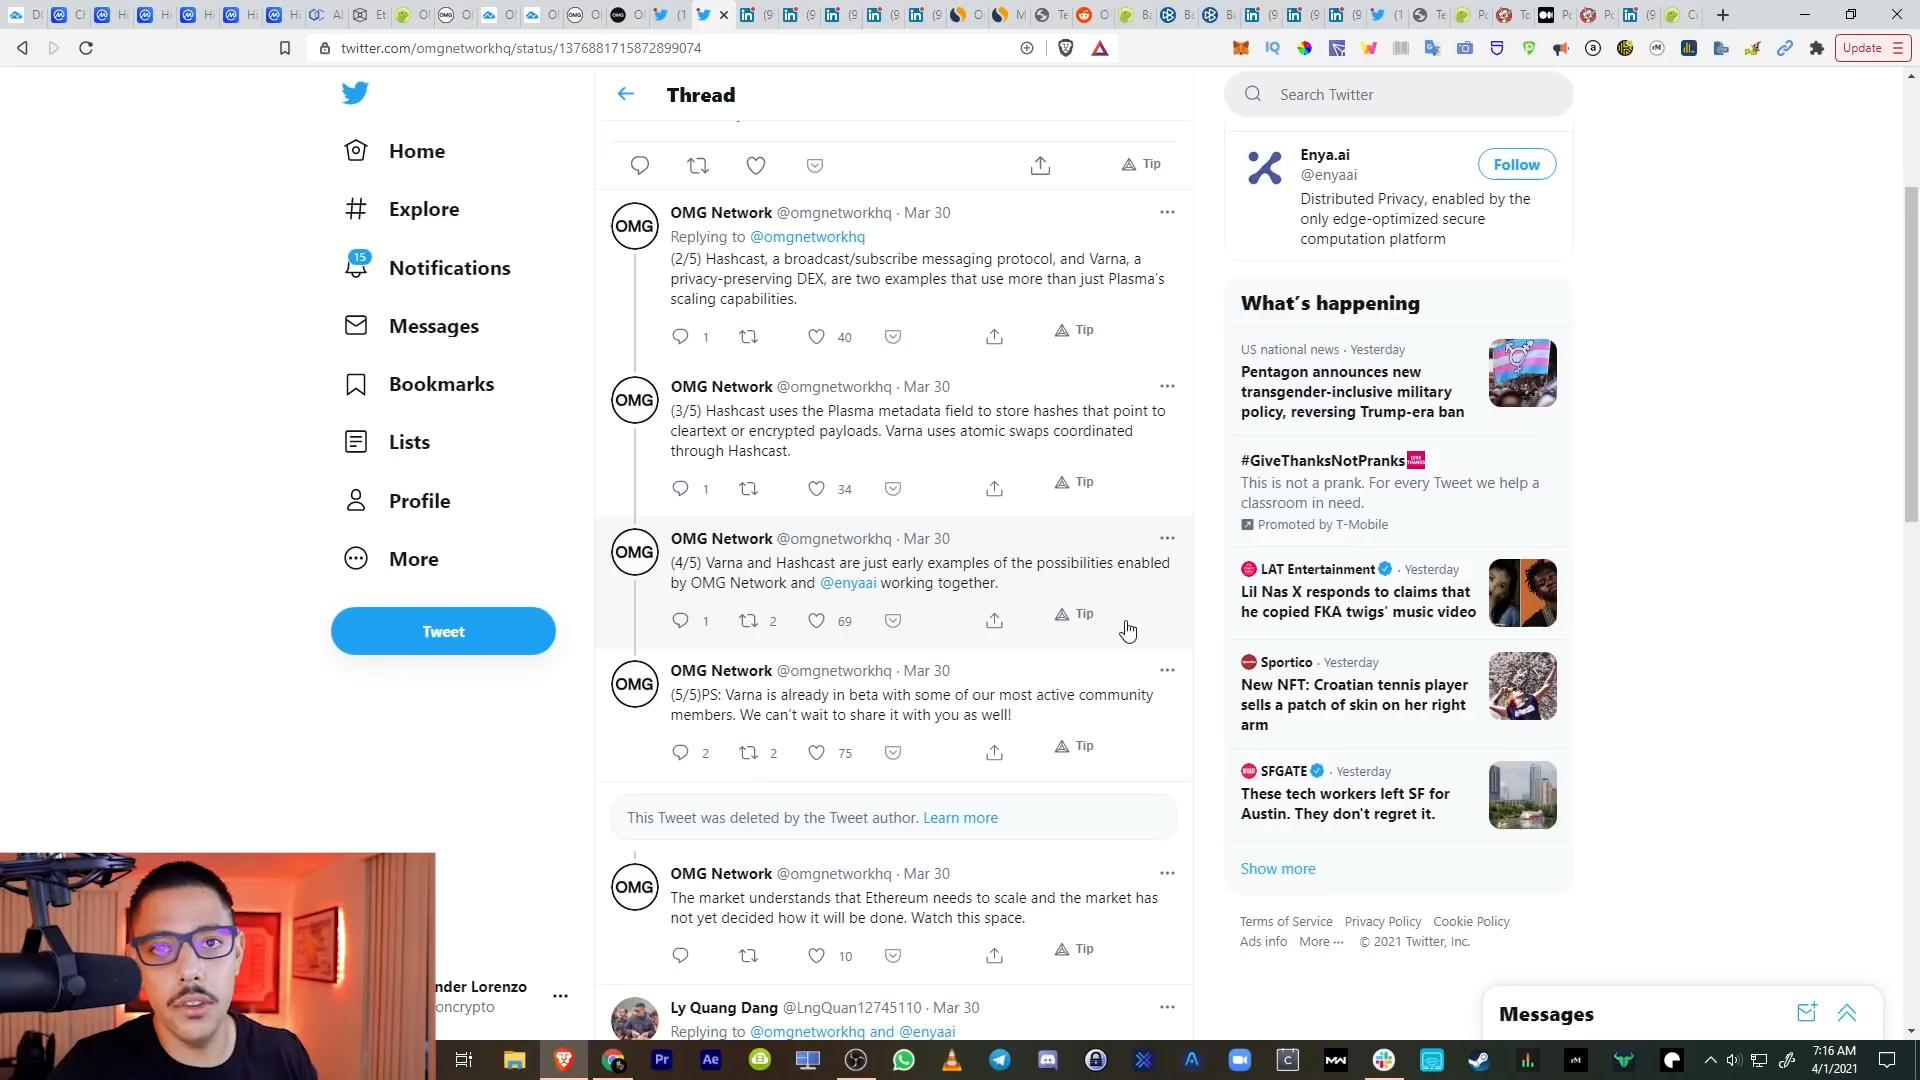 twitter.com/omgnetworkhq/status/1376881715872899074
Update
Home
Explore
15
Notifications
Messages
Bookmarks
Lists
Profile
More
Tweet
nder Lorenzo
oncrypto
Thread
Tip
OMG
OMG Network @omgnetworkhq · Mar 30
Replying to @omgnetworkhq
(2/5) Hashcast, a broadcast/subscribe messaging protocol, and Varna, a
privacy-preserving DEX, are two examples that use more than just Plasma's
scaling capabilities.
1 40 Tip
OMG
OMG Network @omgnetworkhq · Mar 30
(3/5) Hashcast uses the Plasma metadata field to store hashes that point to
cleartext or encrypted payloads. Varna uses atomic swaps coordinated
through Hashcast.
1 34 Tip
OMG
OMG Network @omgnetworkhq · Mar 30
(4/5) Varna and Hashcast are just early examples of the possibilities enabled
by OMG Network and @enyaai working together.
1 2 69 Tip
OMG
OMG Network @omgnetworkhq · Mar 30
(5/5)PS: Varna is already in beta with some of our most active community
members. We can't wait to share it with you as well!
2 2 75 Tip
This Tweet was deleted by the Tweet author. Learn more
OMG
OMG Network @omgnetworkhq · Mar 30
The market understands that Ethereum needs to scale and the market has
not yet decided how it will be done. Watch this space.
10 Tip
Ly Quang Dang @LngQuan12745110 · Mar 30
Replying to @omgnetworkhq and @enyaai
Search Twitter
Enya.ai
@enyaai
Follow
Distributed Privacy, enabled by the
only edge-optimized secure
computation platform
What's happening
US national news · Yesterday
Pentagon announces new
transgender-inclusive military
policy, reversing Trump-era ban
#GiveThanksNotPranks
This is not a prank. For every Tweet we help a
classroom in need.
Promoted by T-Mobile
LAT Entertainment · Yesterday
Lil Nas X responds to claims that
he copied FKA twigs' music video
Sportico · Yesterday
New NFT: Croatian tennis player
sells a patch of skin on her right
arm
SFGATE · Yesterday
These tech workers left SF for
Austin. They don't regret it.
Show more
Terms of Service Privacy Policy Cookie Policy
Ads info More ··· © 2021 Twitter, Inc.
Messages
7:16 AM
4/1/2021